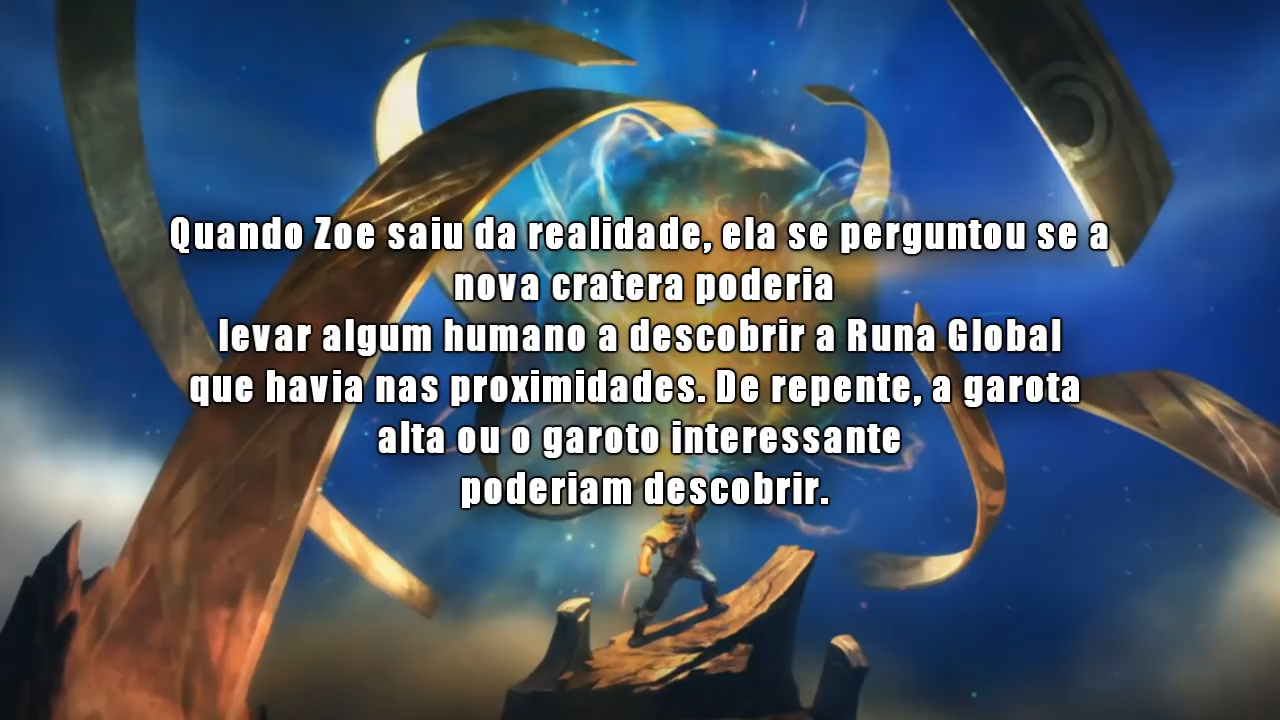 Quando Zoe saiu da realidade, ela se perguntou se a
nova cratera poderia
levar algum humano a descobrir a Runa Global
que havia nas proximidades. De repente, a garota
alta ou o garoto interessante
poderiam descobrir.